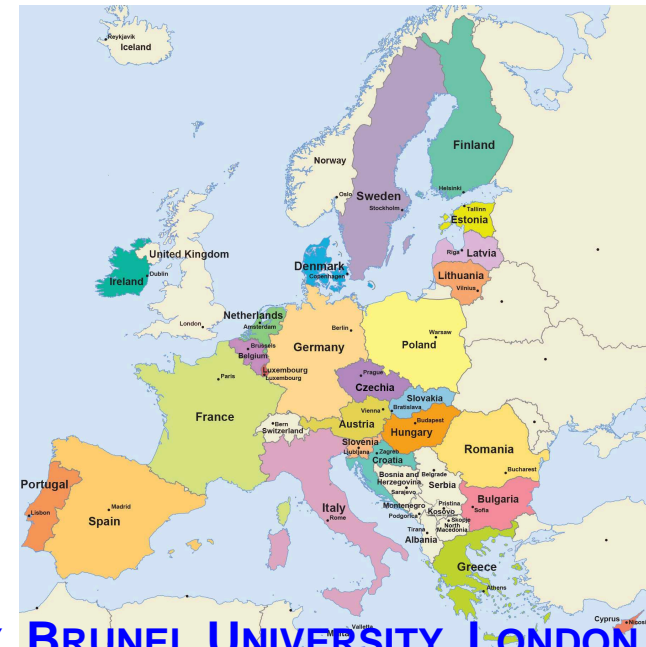 Reykjavik
Iceland
Finland
Norway
Helsinki
Oslo
Sweden
Stockholm
Tallinn
Estonia
Riga
Latvia
United Kingdom
Denmark
Copenhagen
Dublin
Ireland
Lithuania
Vilnius
Netherlands
Amsterdam
London
Berlin
Warsaw
Poland
Brussels
Belgium
Germany
Luxembourg
Luxembourg
Prague
Czechia
Paris
Slovakia
Bratislava
Vienna
Austria
Budapest
Hungary
France
Bern
Switzerland
Slovenia
Ljubljana
Zagreb
Croatia
Romania
Bucharest
Bosnia and
Herzegovina
Sarajevo
Belgrade
Serbia
Portugal
Lisbon
Madrid
Spain
Italy
Rome
Montenegro
Podgorica
Pristina
Kosovo
Bulgaria
Sofia
Skopje
North
Macedonia
Tirana
Albania
Greece
Athens
Cyprus
Nicosi
Valletta
BRUNEL UNIVERSITY LONDON